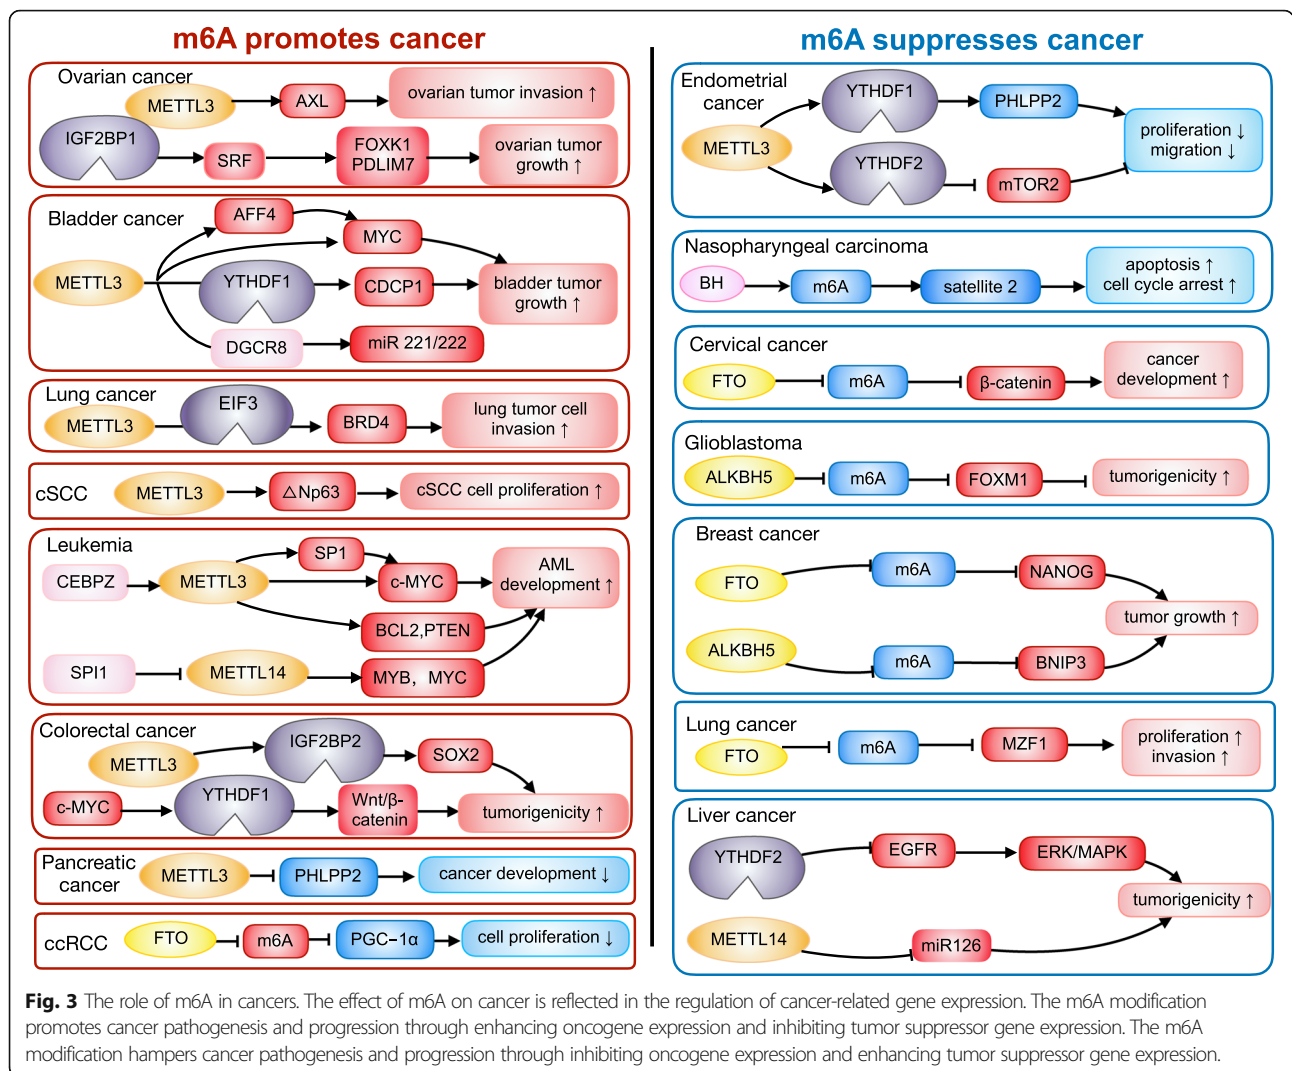 m6A promotes cancer
Ovarian cancer
METTL3
AXL
ovarian tumor invasion ↑
IGF2BP1
SRF
FOXK1
PDLIM7
ovarian tumor
growth ↑
Bladder cancer
AFF4
MYC
METTL3
YTHDF1
CDCP1
bladder tumor
growth ↑
DGCR8
miR 221/222
Lung cancer
METTL3
EIF3
BRD4
lung tumor cell
invasion ↑
cSCC
METTL3
△Np63
cSCC cell proliferation ↑
Leukemia
CEBPZ
METTL3
SP1
c-MYC
AML
development ↑
BCL2,PTEN
SPI1
METTL14
MYB, MYC
Colorectal cancer
METTL3
IGF2BP2
SOX2
c-MYC
YTHDF1
Wnt/β-
catenin
tumorigenicity ↑
Pancreatic
cancer
METTL3
PHLPP2
cancer development ↓
ccRCC
FTO
m6A
PGC−1α
cell proliferation ↓
m6A suppresses cancer
Endometrial
cancer
METTL3
YTHDF1
PHLPP2
YTHDF2
mTOR2
proliferation ↓
migration ↓
Nasopharyngeal carcinoma
BH
m6A
satellite 2
apoptosis ↑
cell cycle arrest ↑
Cervical cancer
FTO
m6A
β-catenin
cancer
development ↑
Glioblastoma
ALKBH5
m6A
FOXM1
tumorigenicity ↑
Breast cancer
FTO
m6A
NANOG
tumor growth ↑
ALKBH5
m6A
BNIP3
Lung cancer
FTO
m6A
MZF1
proliferation ↑
invasion ↑
Liver cancer
YTHDF2
EGFR
ERK/MAPK
tumorigenicity ↑
METTL14
miR126
Fig. 3 The role of m6A in cancers. The effect of m6A on cancer is reflected in the regulation of cancer-related gene expression. The m6A modification
promotes cancer pathogenesis and progression through enhancing oncogene expression and inhibiting tumor suppressor gene expression. The m6A
modification hampers cancer pathogenesis and progression through inhibiting oncogene expression and enhancing tumor suppressor gene expression.